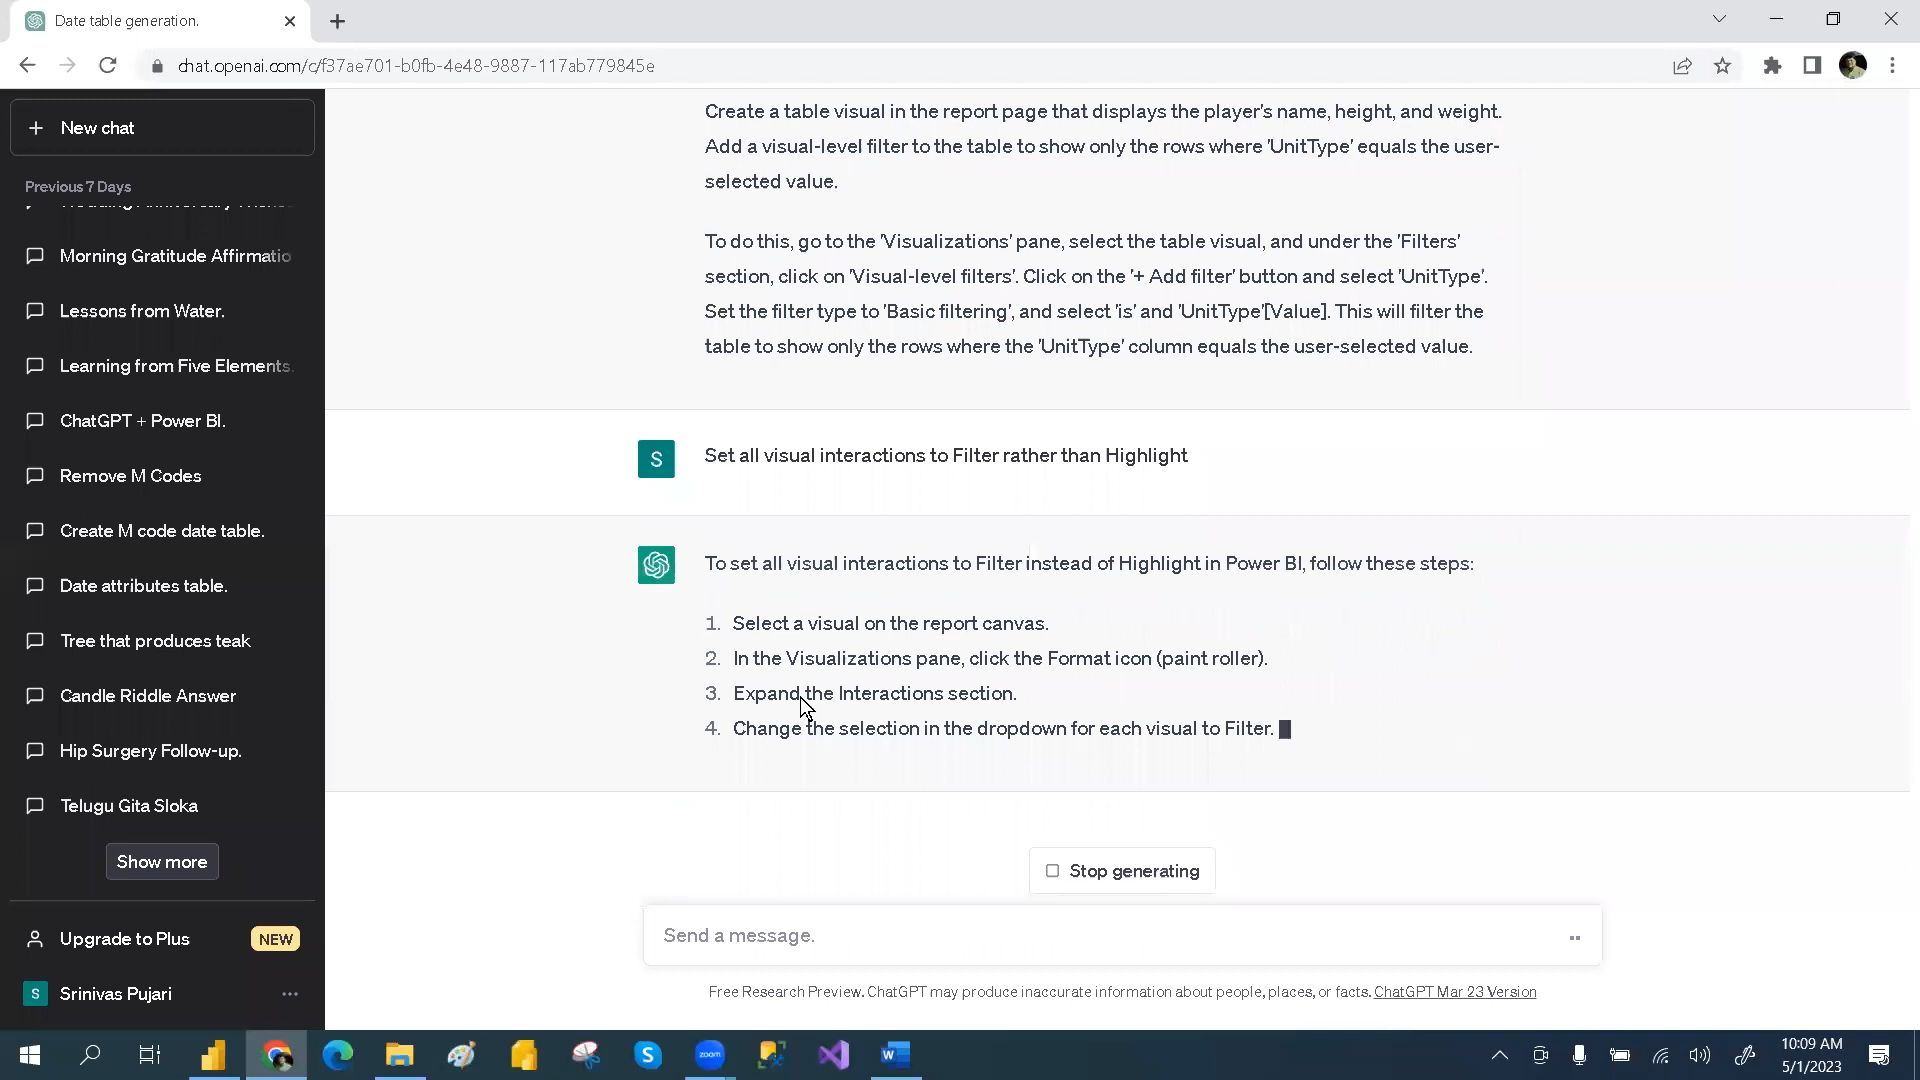 Date table generation.
chat.openai.com/c/f37ae701-b0fb-4e48-9887-117ab779845e
New chat
Previous 7 Days
Morning Gratitude Affirmatio
Lessons from Water.
Learning from Five Elements.
ChatGPT + Power BI.
Remove M Codes
Create M code date table.
Date attributes table.
Tree that produces teak
Candle Riddle Answer
Hip Surgery Follow-up.
Telugu Gita Sloka
Show more
Upgrade to Plus NEW
S Srinivas Pujari
Create a table visual in the report page that displays the player's name, height, and weight.
Add a visual-level filter to the table to show only the rows where 'UnitType' equals the user-
selected value.
To do this, go to the 'Visualizations' pane, select the table visual, and under the 'Filters'
section, click on 'Visual-level filters'. Click on the '+ Add filter' button and select 'UnitType'.
Set the filter type to 'Basic filtering', and select 'is' and 'UnitType'[Value]. This will filter the
table to show only the rows where the 'UnitType' column equals the user-selected value.
S Set all visual interactions to Filter rather than Highlight
To set all visual interactions to Filter instead of Highlight in Power BI, follow these steps:
1. Select a visual on the report canvas.
2. In the Visualizations pane, click the Format icon (paint roller).
3. Expand the Interactions section.
4. Change the selection in the dropdown for each visual to Filter.
Stop generating
Send a message.
Free Research Preview. ChatGPT may produce inaccurate information about people, places, or facts. ChatGPT Mar 23 Version
zoom
10:09 AM
5/1/2023